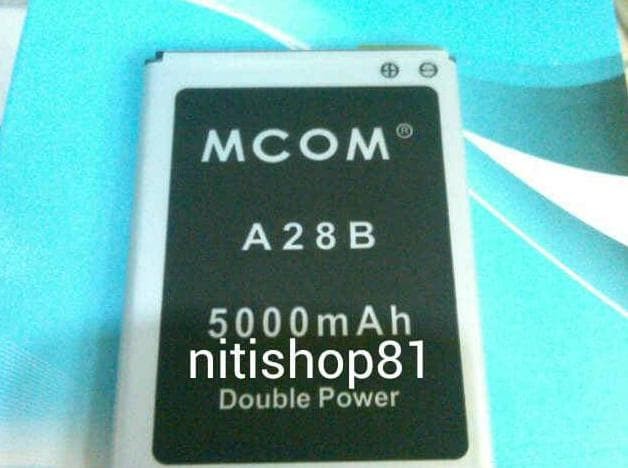 ⊕ ⊖
MCOM®
A28B
5000mAh
nitishop81
Double Power